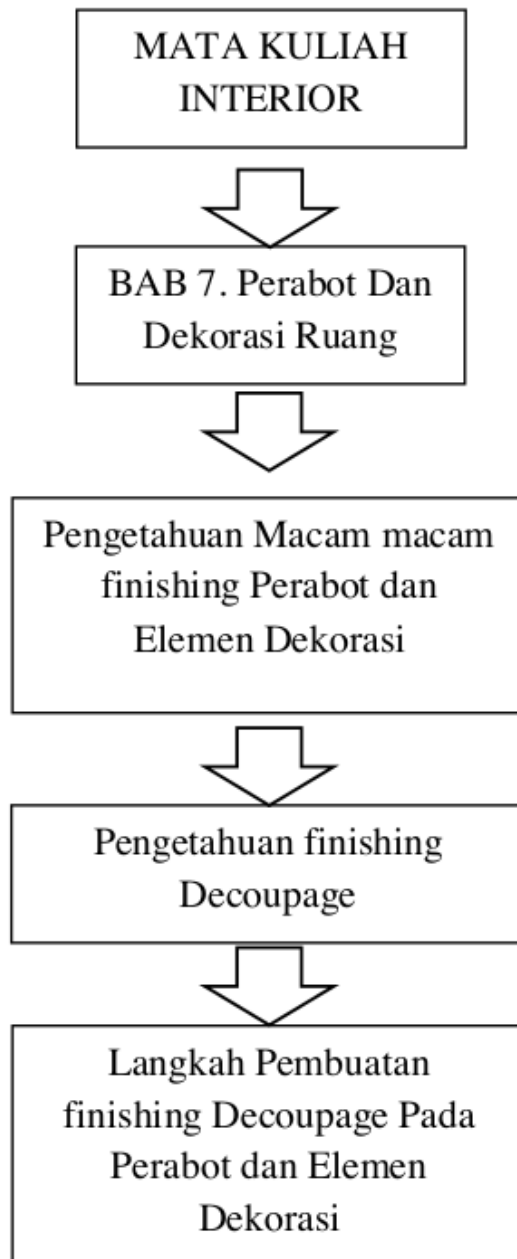 MATA KULIAH
INTERIOR
BAB 7. Perabot Dan
Dekorasi Ruang
Pengetahuan Macam macam
finishing Perabot dan
Elemen Dekorasi
Pengetahuan finishing
Decoupage
Langkah Pembuatan
finishing Decoupage Pada
Perabot dan Elemen
Dekorasi